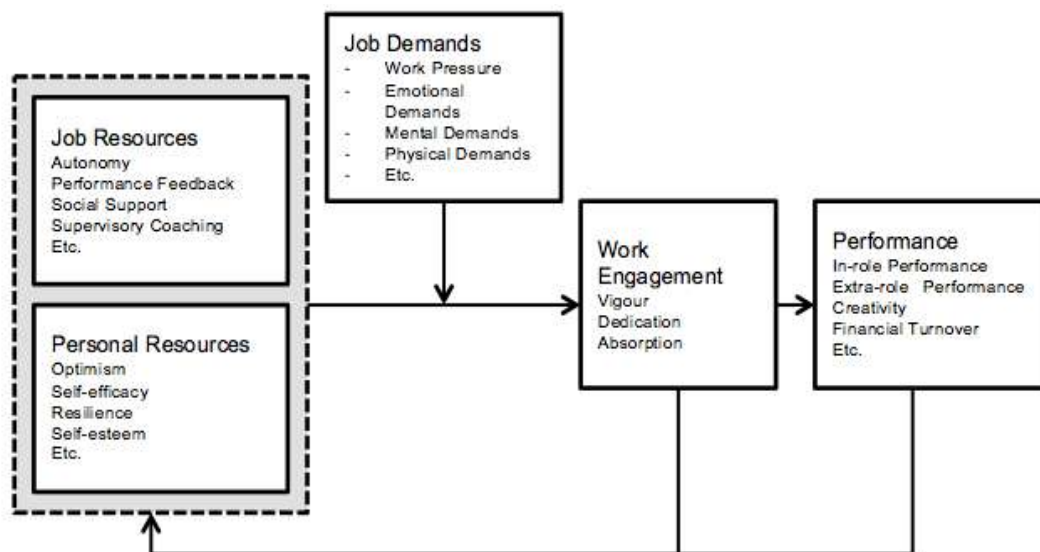 Job Demands
- Work Pressure
- Emotional
Demands
- Mental Demands
- Physical Demands
- Etc.
Job Resources
Autonomy
Performance Feedback
Social Support
Supervisory Coaching
Etc.
Personal Resources
Optimism
Self-efficacy
Resilience
Self-esteem
Etc.
Work
Engagement
Vigour
Dedication
Absorption
Performance
In-role Performance
Extra-role Performance
Creativity
Financial Turnover
Etc.